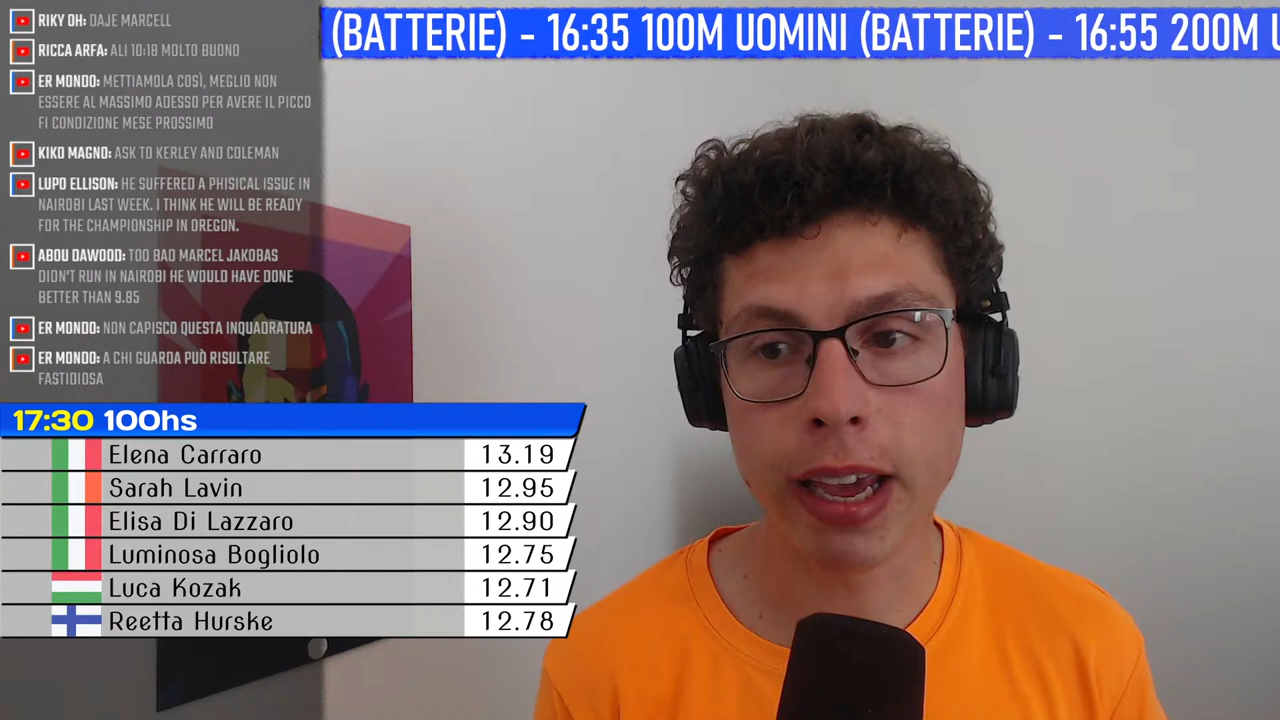 RIKY OH: DAJE MARCELL
RICCA ARFA: ALI 10:18 MOLTO BUONO
ER MONDO: METTIAMOLA COSÌ, MEGLIO NON
ESSERE AL MASSIMO ADESSO PER AVERE IL PICCO
FI CONDIZIONE MESE PROSSIMO
KIKO MAGNO: ASK TO KERLEY AND COLEMAN
LUPO ELLISON: HE SUFFERED A PHISICAL ISSUE IN
NAIROBI LAST WEEK. I THINK HE WILL BE READY
FOR THE CHAMPIONSHIP IN OREGON.
ABOU DAWOOD: TOO BAD MARCEL JAKOBAS
DIDN'T RUN IN NAIROBI HE WOULD HAVE DONE
BETTER THAN 9.85
ER MONDO: NON CAPISCO QUESTA INQUADRATURA
ER MONDO: A CHI GUARDA PUÒ RISULTARE
FASTIDIOSA
(BATTERIE) - 16:35 100M UOMINI (BATTERIE) - 16:55 200M U
17:30 100hs
Elena Carraro 13.19
Sarah Lavin 12.95
Elisa Di Lazzaro 12.90
Luminosa Bogliolo 12.75
Luca Kozak 12.71
Reetta Hurske 12.78